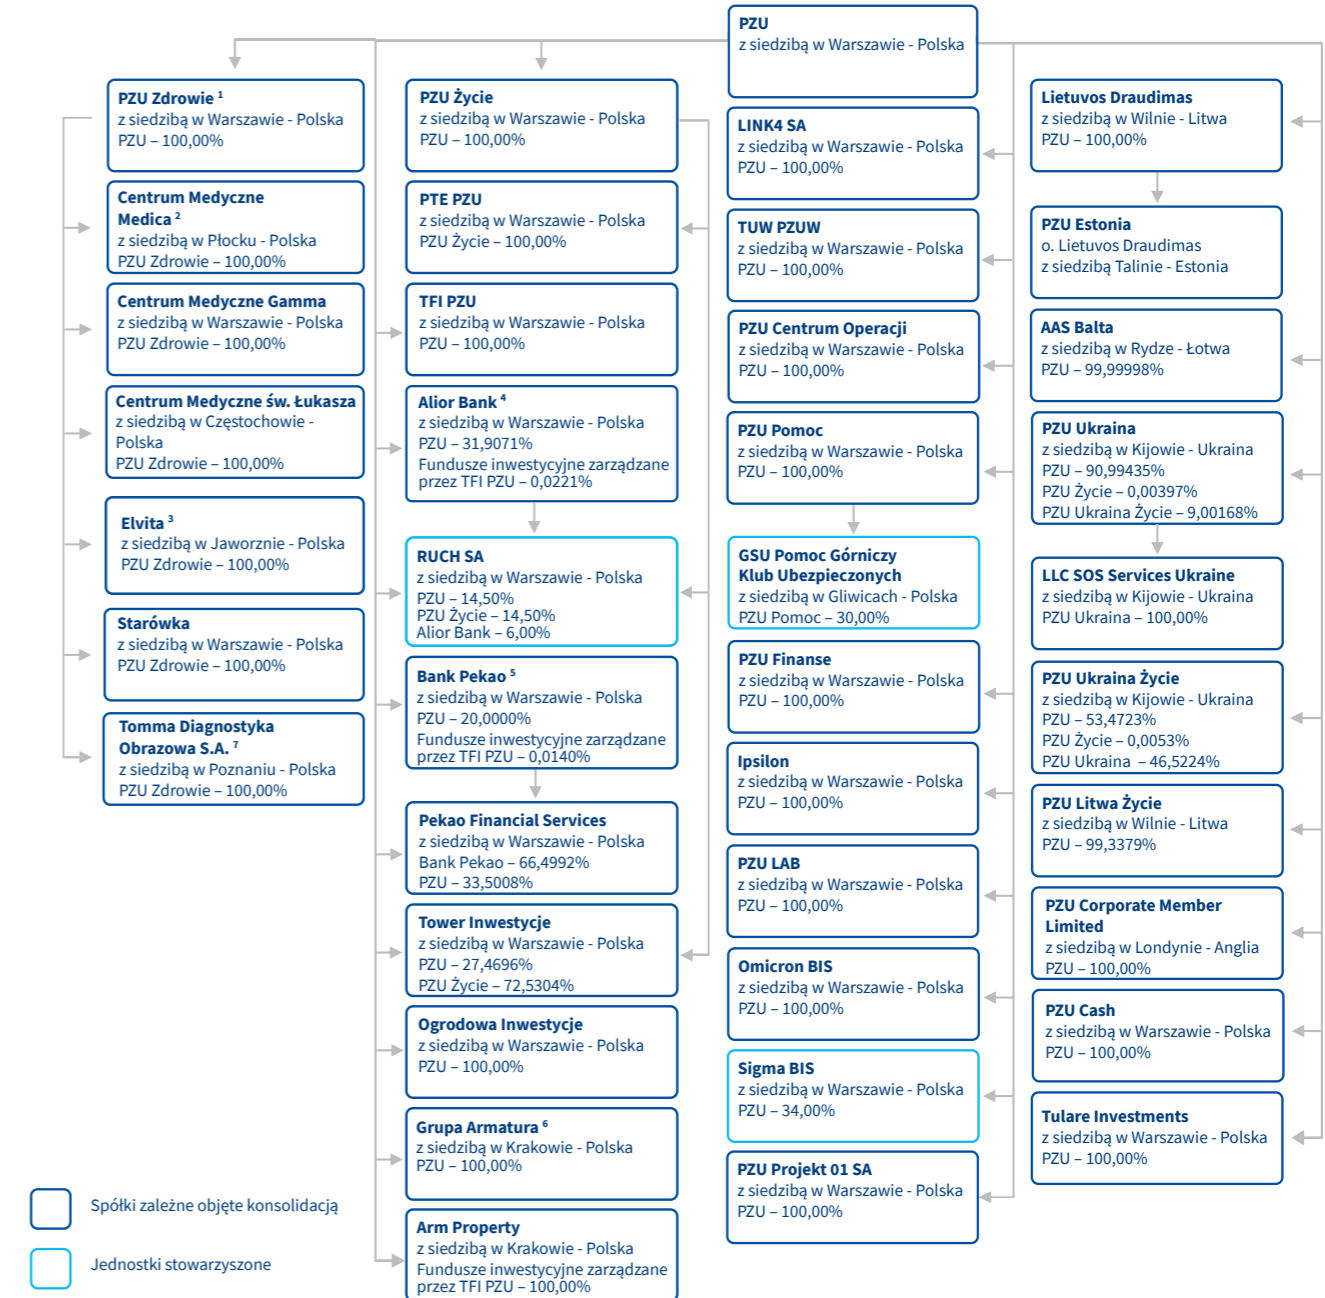 PZU
z siedzibą w Warszawie - Polska
PZU Zdrowie ¹
z siedzibą w Warszawie - Polska
PZU – 100,00%
Centrum Medyczne
Medica ²
z siedzibą w Płocku - Polska
PZU Zdrowie – 100,00%
Centrum Medyczne Gamma
z siedzibą w Warszawie - Polska
PZU Zdrowie – 100,00%
Centrum Medyczne św. Łukasza
z siedzibą w Częstochowie -
Polska
PZU Zdrowie – 100,00%
Elvita ³
z siedzibą w Jaworznie - Polska
PZU Zdrowie – 100,00%
Starówka
z siedzibą w Warszawie - Polska
PZU Zdrowie – 100,00%
Tomma Diagnostyka
Obrazowa S.A. ⁷
z siedzibą w Poznaniu - Polska
PZU Zdrowie – 100,00%
PZU Życie
z siedzibą w Warszawie - Polska
PZU – 100,00%
PTE PZU
z siedzibą w Warszawie - Polska
PZU Życie – 100,00%
TFI PZU
z siedzibą w Warszawie - Polska
PZU – 100,00%
Alior Bank ⁴
z siedzibą w Warszawie - Polska
PZU – 31,9071%
Fundusze inwestycyjne zarządzane
przez TFI PZU – 0,0221%
RUCH SA
z siedzibą w Warszawie - Polska
PZU – 14,50%
PZU Życie – 14,50%
Alior Bank – 6,00%
Bank Pekao ⁵
z siedzibą w Warszawie - Polska
PZU – 20,0000%
Fundusze inwestycyjne zarządzane
przez TFI PZU – 0,0140%
Pekao Financial Services
z siedzibą w Warszawie - Polska
Bank Pekao – 66,4992%
PZU – 33,5008%
Tower Inwestycje
z siedzibą w Warszawie - Polska
PZU – 27,4696%
PZU Życie – 72,5304%
Ogrodowa Inwestycje
z siedzibą w Warszawie - Polska
PZU – 100,00%
Grupa Armatura ⁶
z siedzibą w Krakowie - Polska
PZU – 100,00%
Arm Property
z siedzibą w Krakowie - Polska
Fundusze inwestycyjne zarządzane
przez TFI PZU – 100,00%
LINK4 SA
z siedzibą w Warszawie - Polska
PZU – 100,00%
TUW PZUW
z siedzibą w Warszawie - Polska
PZU – 100,00%
PZU Centrum Operacji
z siedzibą w Warszawie - Polska
PZU – 100,00%
PZU Pomoc
z siedzibą w Warszawie - Polska
PZU – 100,00%
GSU Pomoc Górniczy
Klub Ubezpieczonych
z siedzibą w Gliwicach - Polska
PZU Pomoc – 30,00%
PZU Finanse
z siedzibą w Warszawie - Polska
PZU – 100,00%
Ipsilon
z siedzibą w Warszawie - Polska
PZU – 100,00%
PZU LAB
z siedzibą w Warszawie - Polska
PZU – 100,00%
Omicron BIS
z siedzibą w Warszawie - Polska
PZU – 100,00%
Sigma BIS
z siedzibą w Warszawie - Polska
PZU – 34,00%
PZU Projekt 01 SA
z siedzibą w Warszawie - Polska
PZU – 100,00%
Lietuvos Draudimas
z siedzibą w Wilnie - Litwa
PZU – 100,00%
PZU Estonia
o. Lietuvos Draudimas
z siedzibą Talinie - Estonia
AAS Balta
z siedzibą w Rydze - Łotwa
PZU – 99,99998%
PZU Ukraina
z siedzibą w Kijowie - Ukraina
PZU – 90,99435%
PZU Życie – 0,00397%
PZU Ukraina Życie – 9,00168%
LLC SOS Services Ukraine
z siedzibą w Kijowie - Ukraina
PZU Ukraina – 100,00%
PZU Ukraina Życie
z siedzibą w Kijowie - Ukraina
PZU – 53,4723%
PZU Życie – 0,0053%
PZU Ukraina – 46,5224%
PZU Litwa Życie
z siedzibą w Wilnie - Litwa
PZU – 99,3379%
PZU Corporate Member
Limited
z siedzibą w Londynie - Anglia
PZU – 100,00%
PZU Cash
z siedzibą w Warszawie - Polska
PZU – 100,00%
Tulare Investments
z siedzibą w Warszawie - Polska
PZU – 100,00%
Spółki zależne objęte konsolidacją
Jednostki stowarzyszone